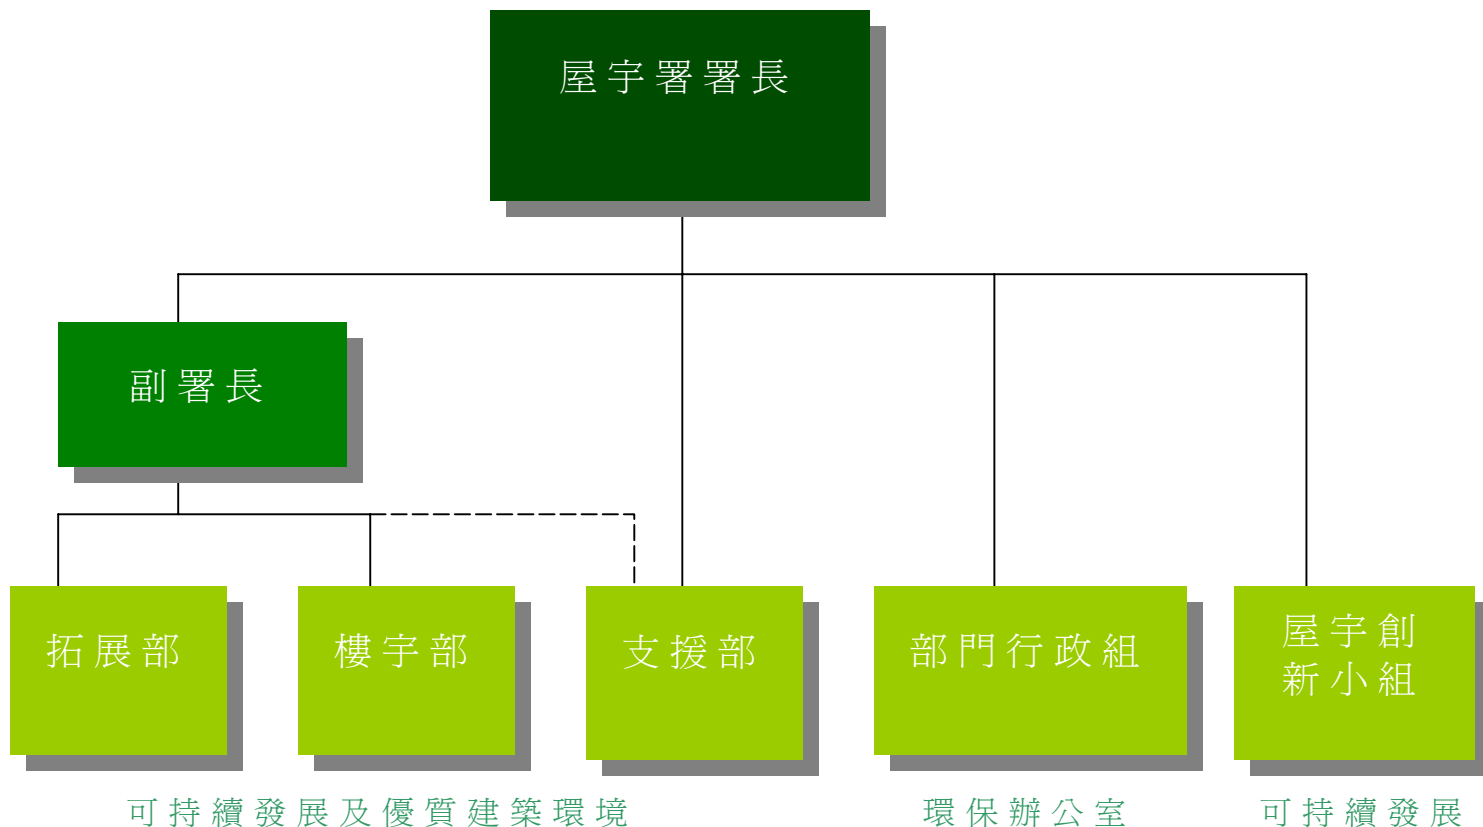 屋宇署署長
副署長
拓展部
樓宇部
支援部
部門行政組
屋宇創
新小組
可持續發展及優質建築環境
環保辦公室
可持續發展